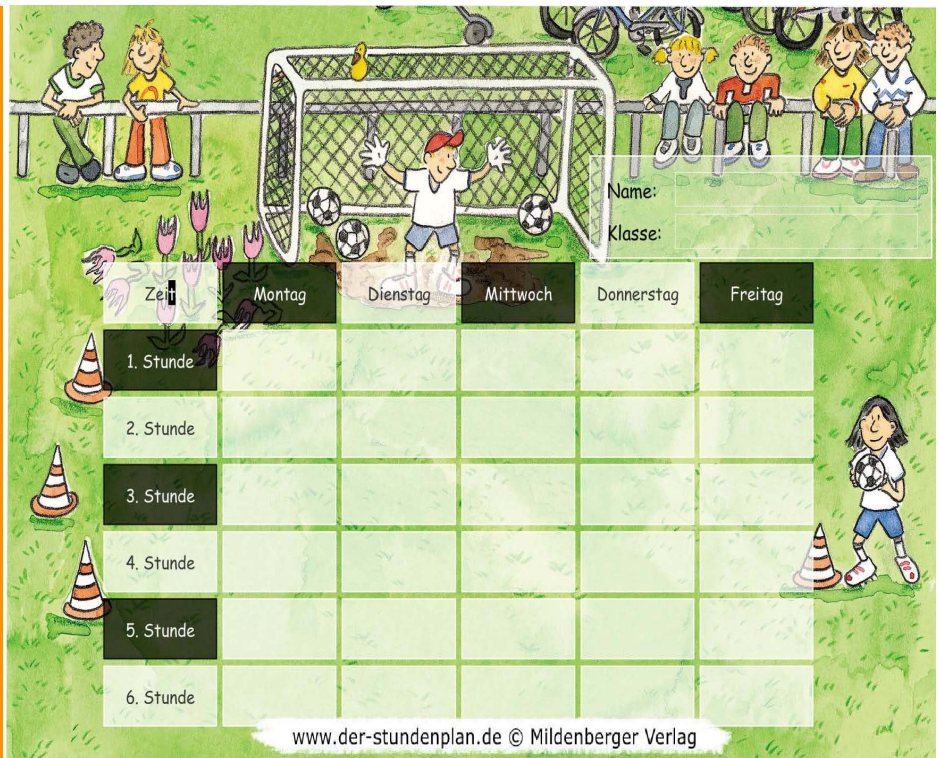 Name:
Klasse:
Zeit Montag Dienstag Mittwoch Donnerstag Freitag
1. Stunde
2. Stunde
3. Stunde
4. Stunde
5. Stunde
6. Stunde
www.der-stundenplan.de © Mildenberger Verlag